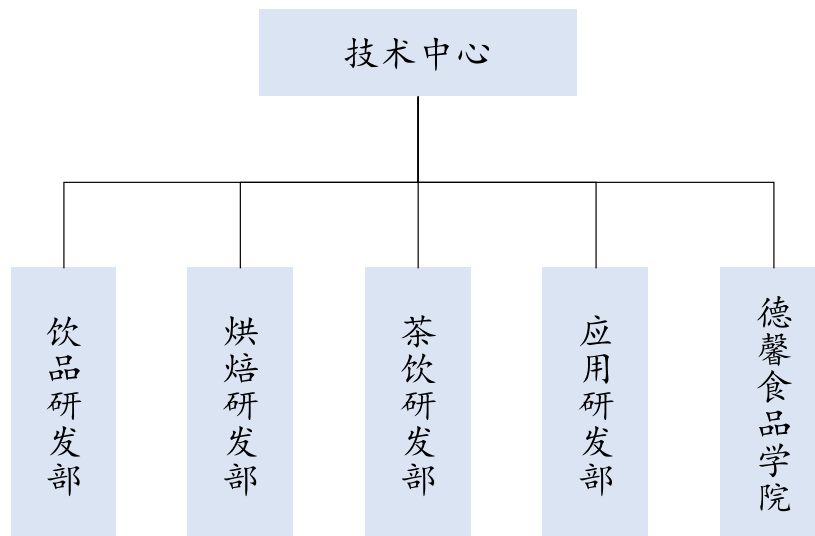 技术中心
饮品研发部
烘焙研发部
茶饮研发部
应用研发部
德馨食品学院